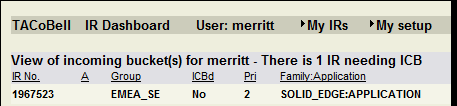 TACoBell IR Dashboard User: merritt My IRs My setup
View of incoming bucket(s) for merritt - There is 1 IR needing ICB
IR No. A Group ICBd Pri Family:Application
1967523 EMEA_SE No 2 SOLID_EDGE:APPLICATION